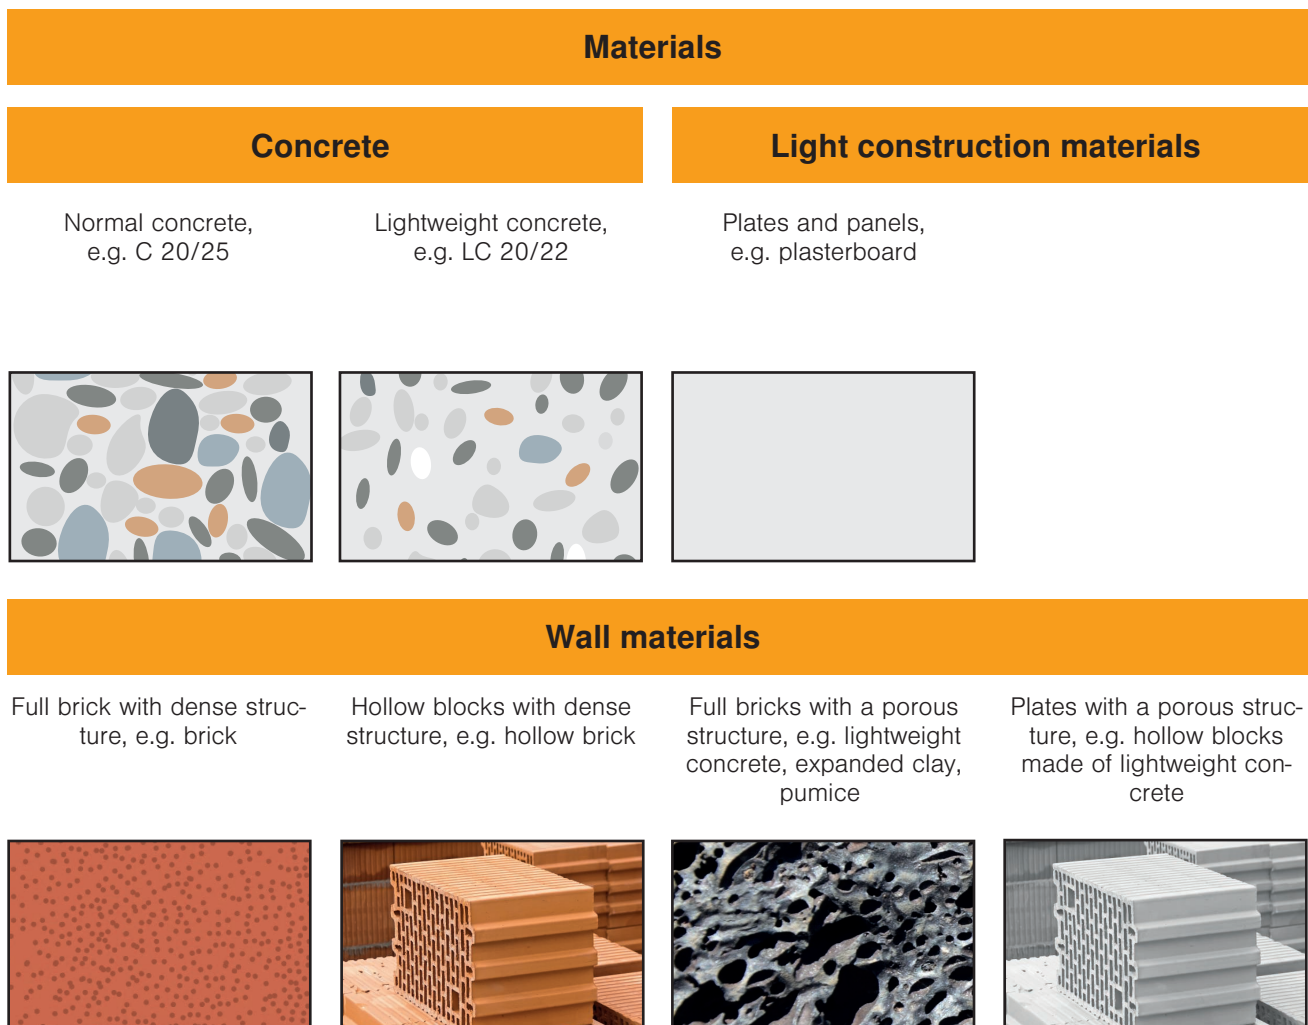 Materials
Concrete
Light construction materials
Normal concrete,
e.g. C 20/25
Lightweight concrete,
e.g. LC 20/22
Plates and panels,
e.g. plasterboard
Wall materials
Full brick with dense struc-
ture, e.g. brick
Hollow blocks with dense
structure, e.g. hollow brick
Full bricks with a porous
structure, e.g. lightweight
concrete, expanded clay,
pumice
Plates with a porous struc-
ture, e.g. hollow blocks
made of lightweight con-
crete